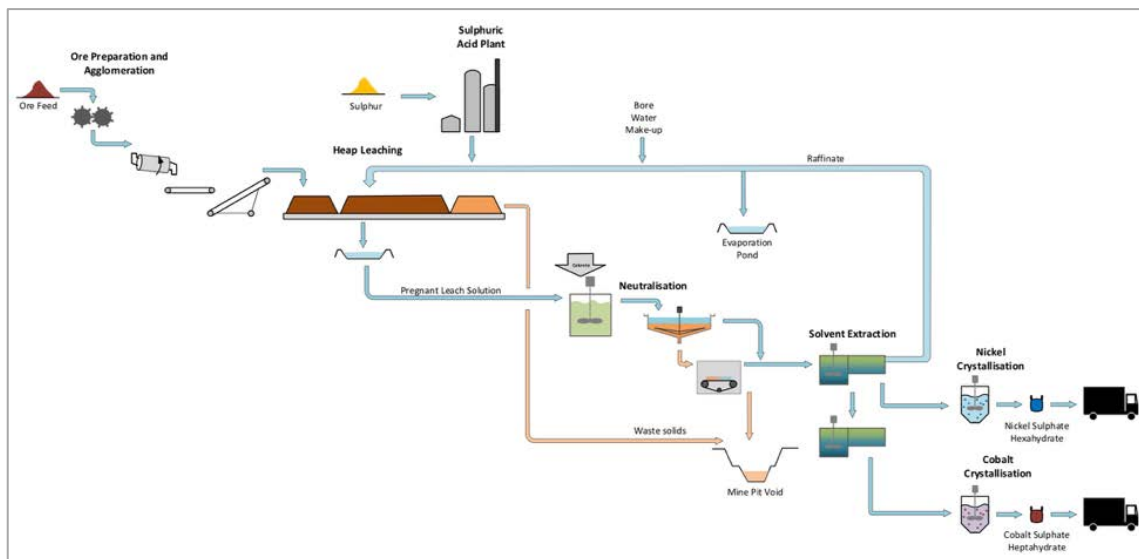 Sulphuric
Acid Plant
Ore Preparation and
Agglomeration
Ore Feed
Sulphur
Bore
Water
Make-up
Heap Leaching
Raffinate
Evaporation
Pond
Calcrete
Neutralisation
Pregnant Leach Solution
Solvent Extraction
Nickel
Crystallisation
Nickel Sulphate
Hexahydrate
Waste solids
Mine Pit Void
Cobalt
Crystallisation
Cobalt Sulphate
Heptahydrate